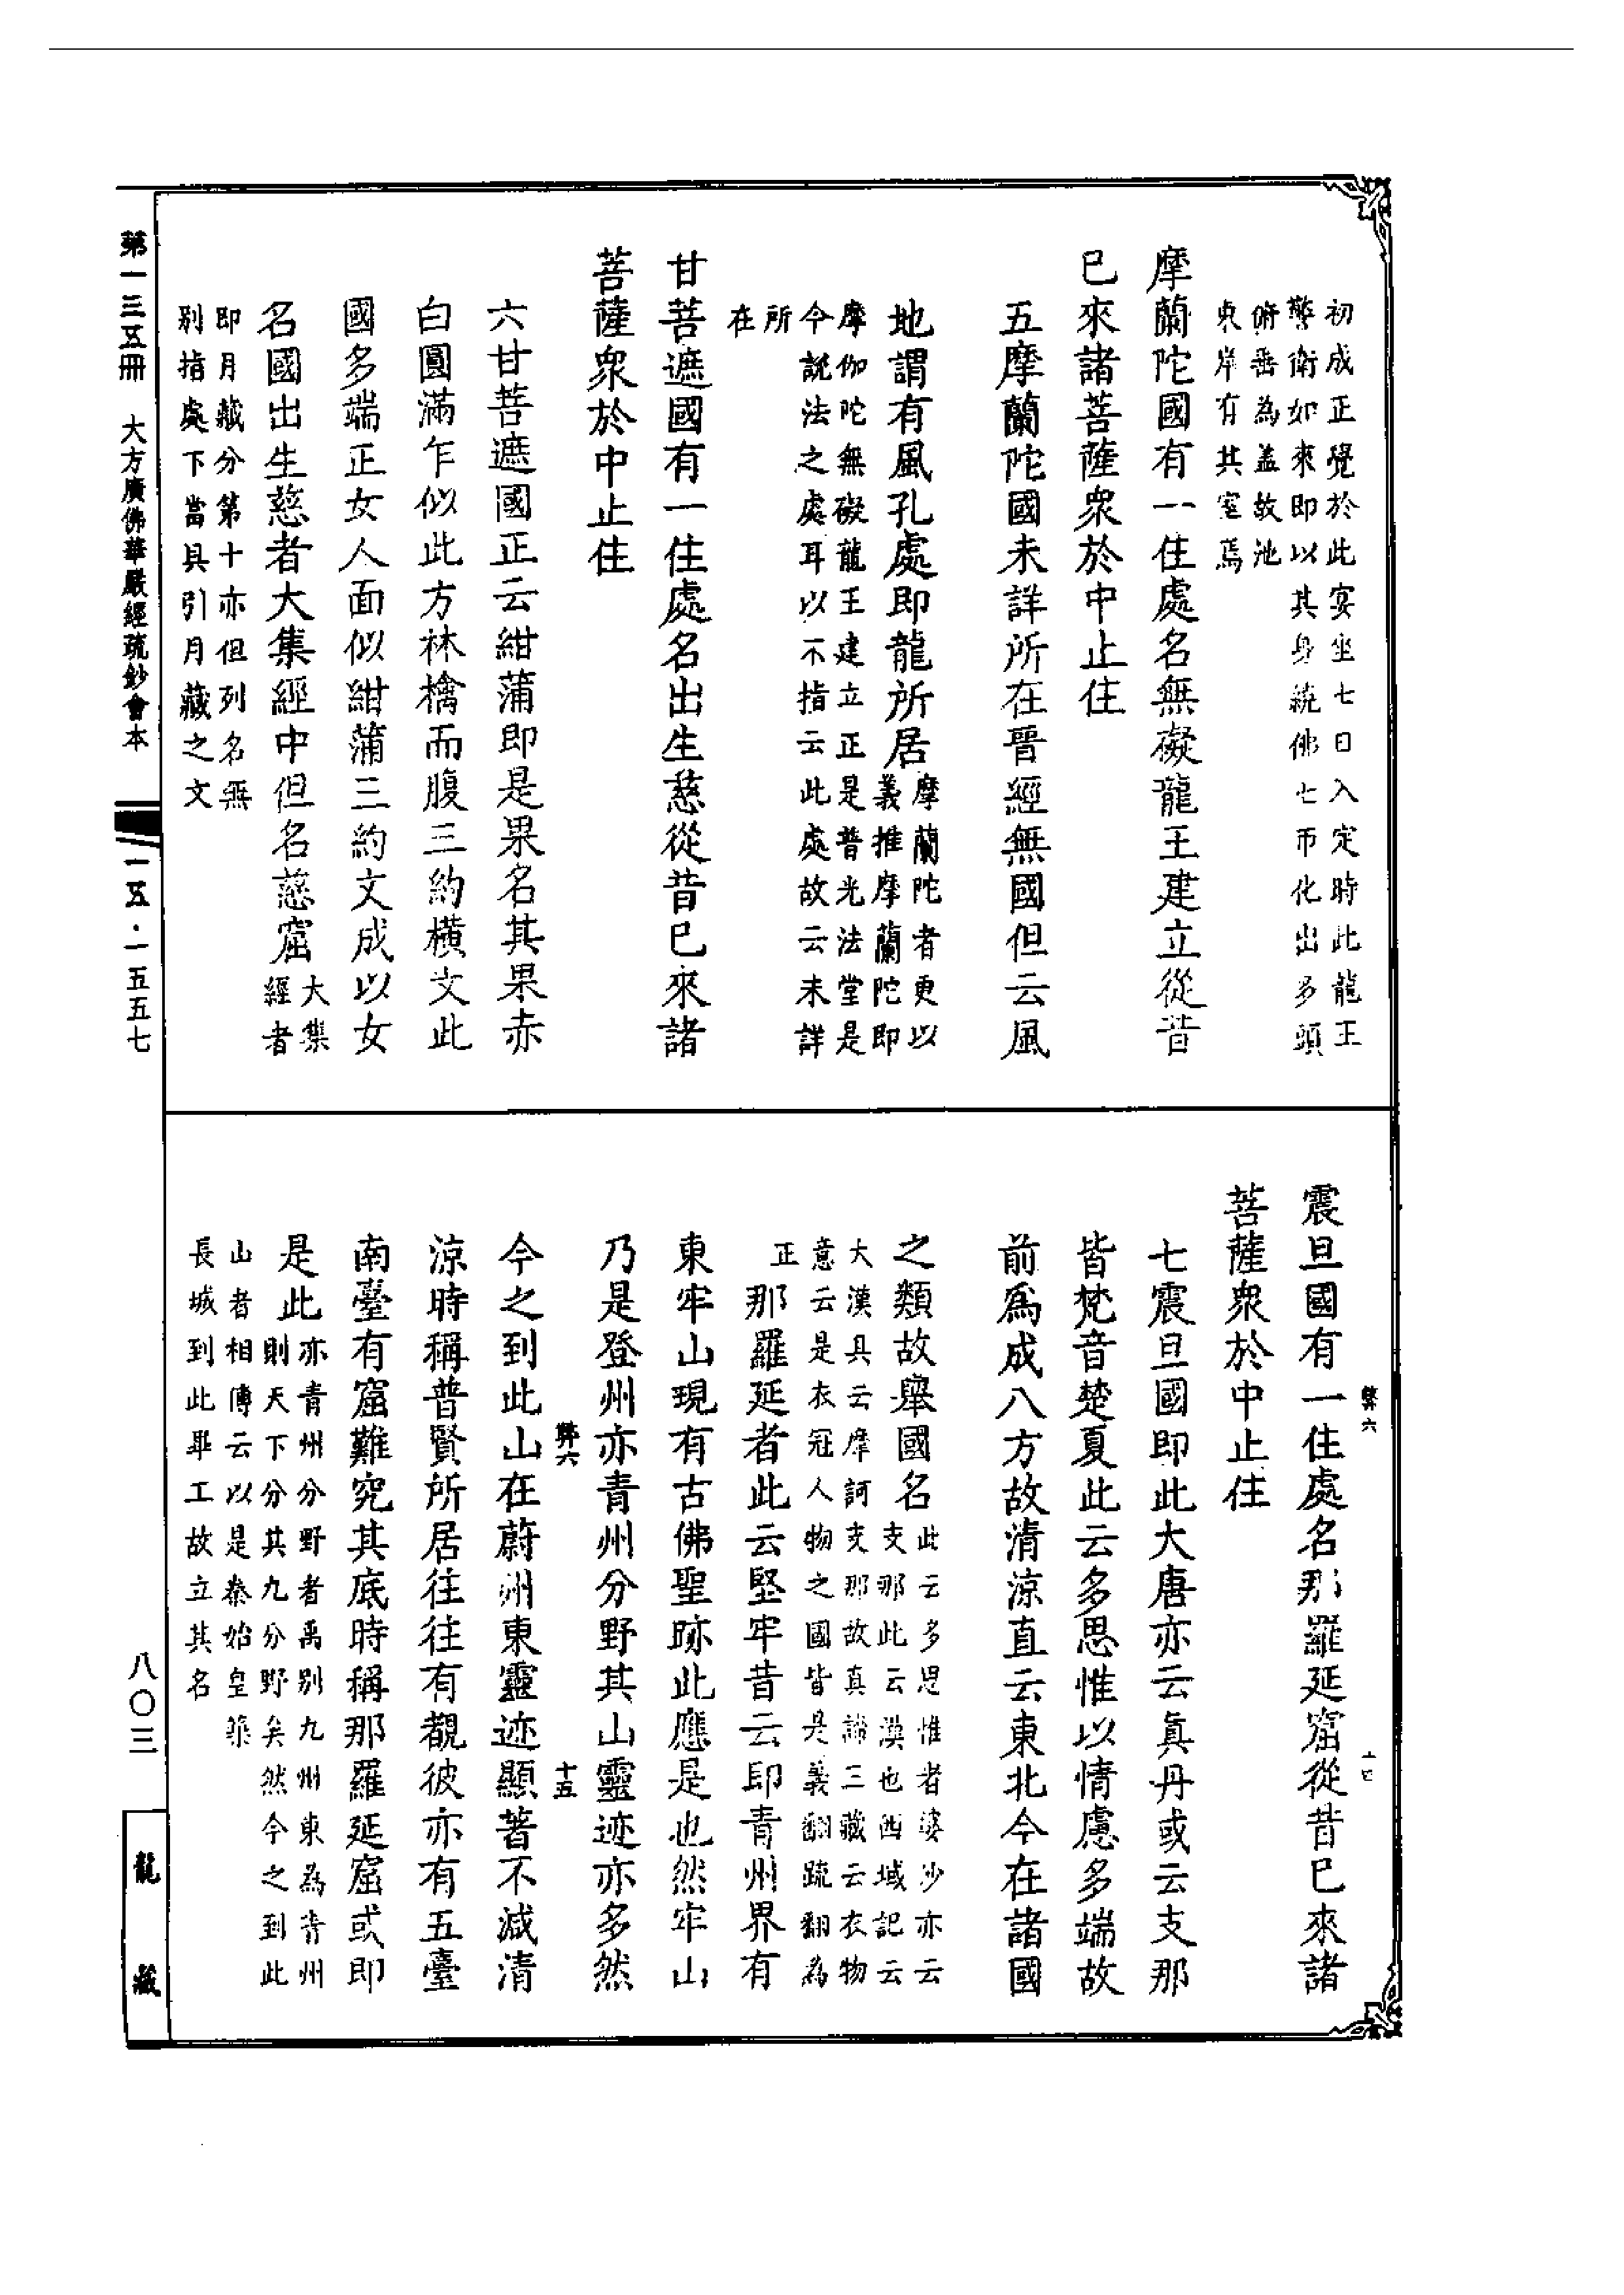 初成正覺於此宴坐七日入定時此龍王
警衛如來即以其身繞佛七帀化出多頭
俯垂為蓋故池
東岸有其室焉
摩蘭陀國有一住處名無礙龍王建立從昔
已來諸菩薩衆於中止住
五摩蘭陀國未詳所在晉經無國但云風
地謂有風孔處即龍所居
摩蘭陀者更以
義推摩蘭陀即
摩伽陀無礙龍王建立正是普光法堂是
今說法之處耳以不指云此處故云未詳
所
在
甘菩遮國有一住處名出生慈從昔已來諸
菩薩衆於中止住
六甘菩遮國正云紺蒲即是果名其果赤
白圓滿乍似此方林檎而腹三約橫文此
國多端正女人面似紺蒲三約文成以女
名國出生慈者大集經中但名慈窟
大集
經者
即月藏分第十亦但列名無
別指處下當具引月藏之文
震旦國有一住處名那羅延窟從昔已來諸
菩薩衆於中止住
七震旦國即此大唐亦云真丹或云支那
皆梵音楚夏此云多思惟以情慮多端故
前為成八方故清涼直云東北今在諸國
之類故舉國名
此云多思惟者婆沙亦云
支那此云漢也西域記云
大漢具云摩訶支那故真諦三藏云衣物
意云是衣冠人物之國皆是義翻疏翻為
正
那羅延者此云堅牢昔云即青州界有
東牢山現有古佛聖跡此應是也然牢山
乃是登州亦青州分野其山靈迹亦多然
今之到此山在蔚州東靈迹顯著不減清
涼時稱普賢所居往往有覩彼亦有五臺
南臺有窟難究其底時稱那羅延窟或即
是此
亦青州分野者禹別九州東為青州
則天下分其九分野矣然今之到此
山者相傳云以是秦始皇築
長城到此畢工故立其名
弊六
十四
弊六
十五
第一三五冊 大方廣佛華嚴經疏鈔會本
一五·一五五七
八〇三
龍藏